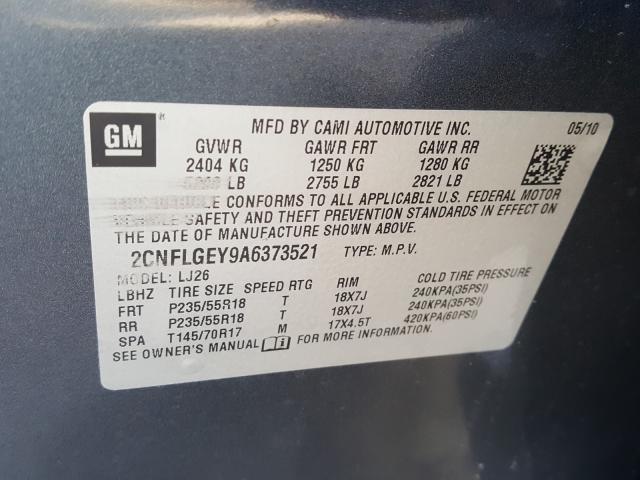 GM
MFD BY CAMI AUTOMOTIVE INC. 05/10
GVWR GAWR FRT GAWR RR
2404 KG 1250 KG 1280 KG
LB 2755 LB 2821 LB
THIS VEHICLE CONFORMS TO ALL APPLICABLE U.S. FEDERAL MOTOR
VEHICLE SAFETY AND THEFT PREVENTION STANDARDS IN EFFECT ON
THE DATE OF MANUFACTURE SHOWN ABOVE.
2CNFLGEY9A6373521 TYPE: M.P.V.
MODEL: LJ26
LBHZ TIRE SIZE SPEED RTG RIM COLD TIRE PRESSURE
FRT P235/55R18 T 18X7J 240KPA(35PSI)
RR P235/55R18 T 18X7J 240KPA(35PSI)
SPA T145/70R17 M 17X4.5T 420KPA(60PSI)
SEE OWNER'S MANUAL FOR MORE INFORMATION.